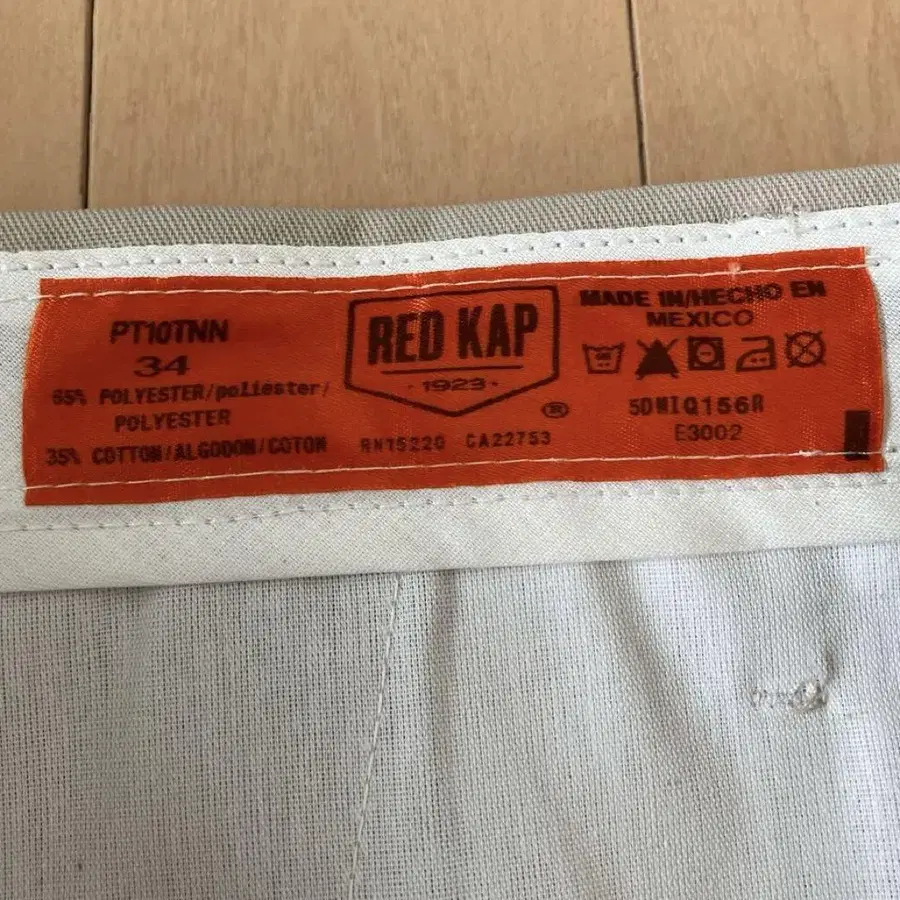 PT10TNN
34
65% POLYESTER/poliester/
POLYESTER
35% COTTON/ALGODON/COTON
RED KAP
· 1923 ·
®
RN15220 CA22753
MADE IN/HECHO EN
MEXICO
5DMIQ156R
E3002